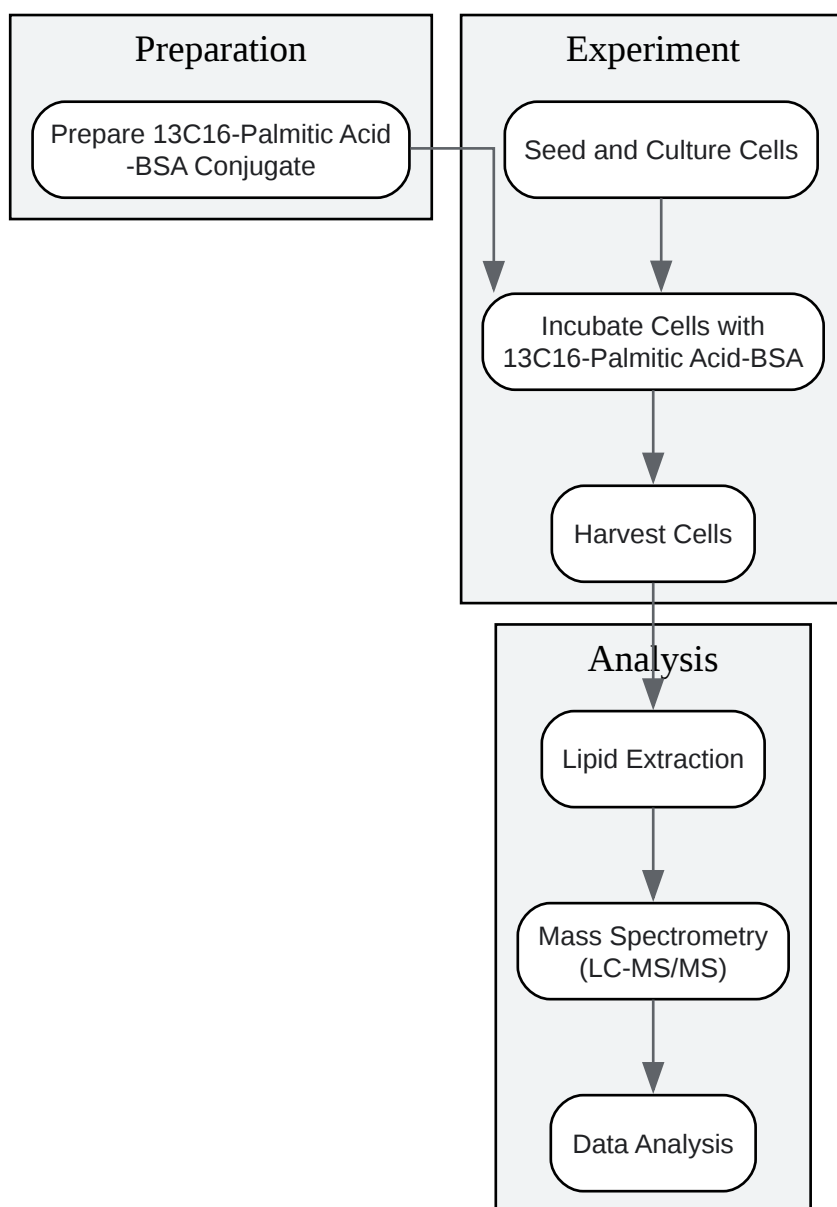 Preparation
Prepare 13C16-Palmitic Acid
-BSA Conjugate
Experiment
Seed and Culture Cells
Incubate Cells with
13C16-Palmitic Acid-BSA
Harvest Cells
Analysis
Lipid Extraction
Mass Spectrometry
(LC-MS/MS)
Data Analysis